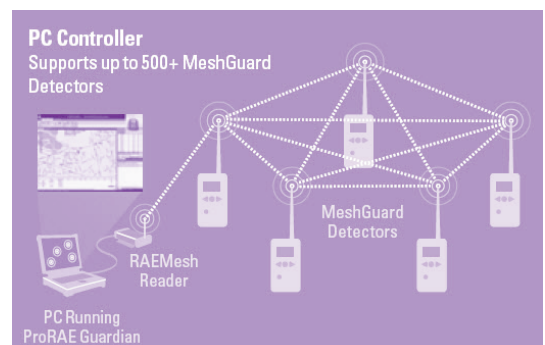 PC Controller
Supports up to 500+ MeshGuard
Detectors
MeshGuard
Detectors
RAEMesh
Reader
PC Running
ProRAE Guardian